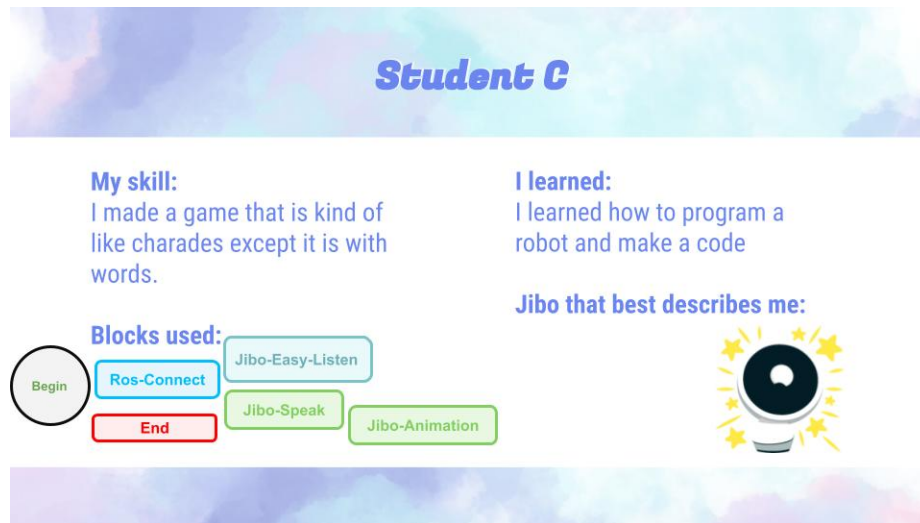 Student C
My skill:
I made a game that is kind of
like charades except it is with
words.
Blocks used:
Begin
Ros-Connect
Jibo-Easy-Listen
End
Jibo-Speak
Jibo-Animation
I learned:
I learned how to program a
robot and make a code
Jibo that best describes me: